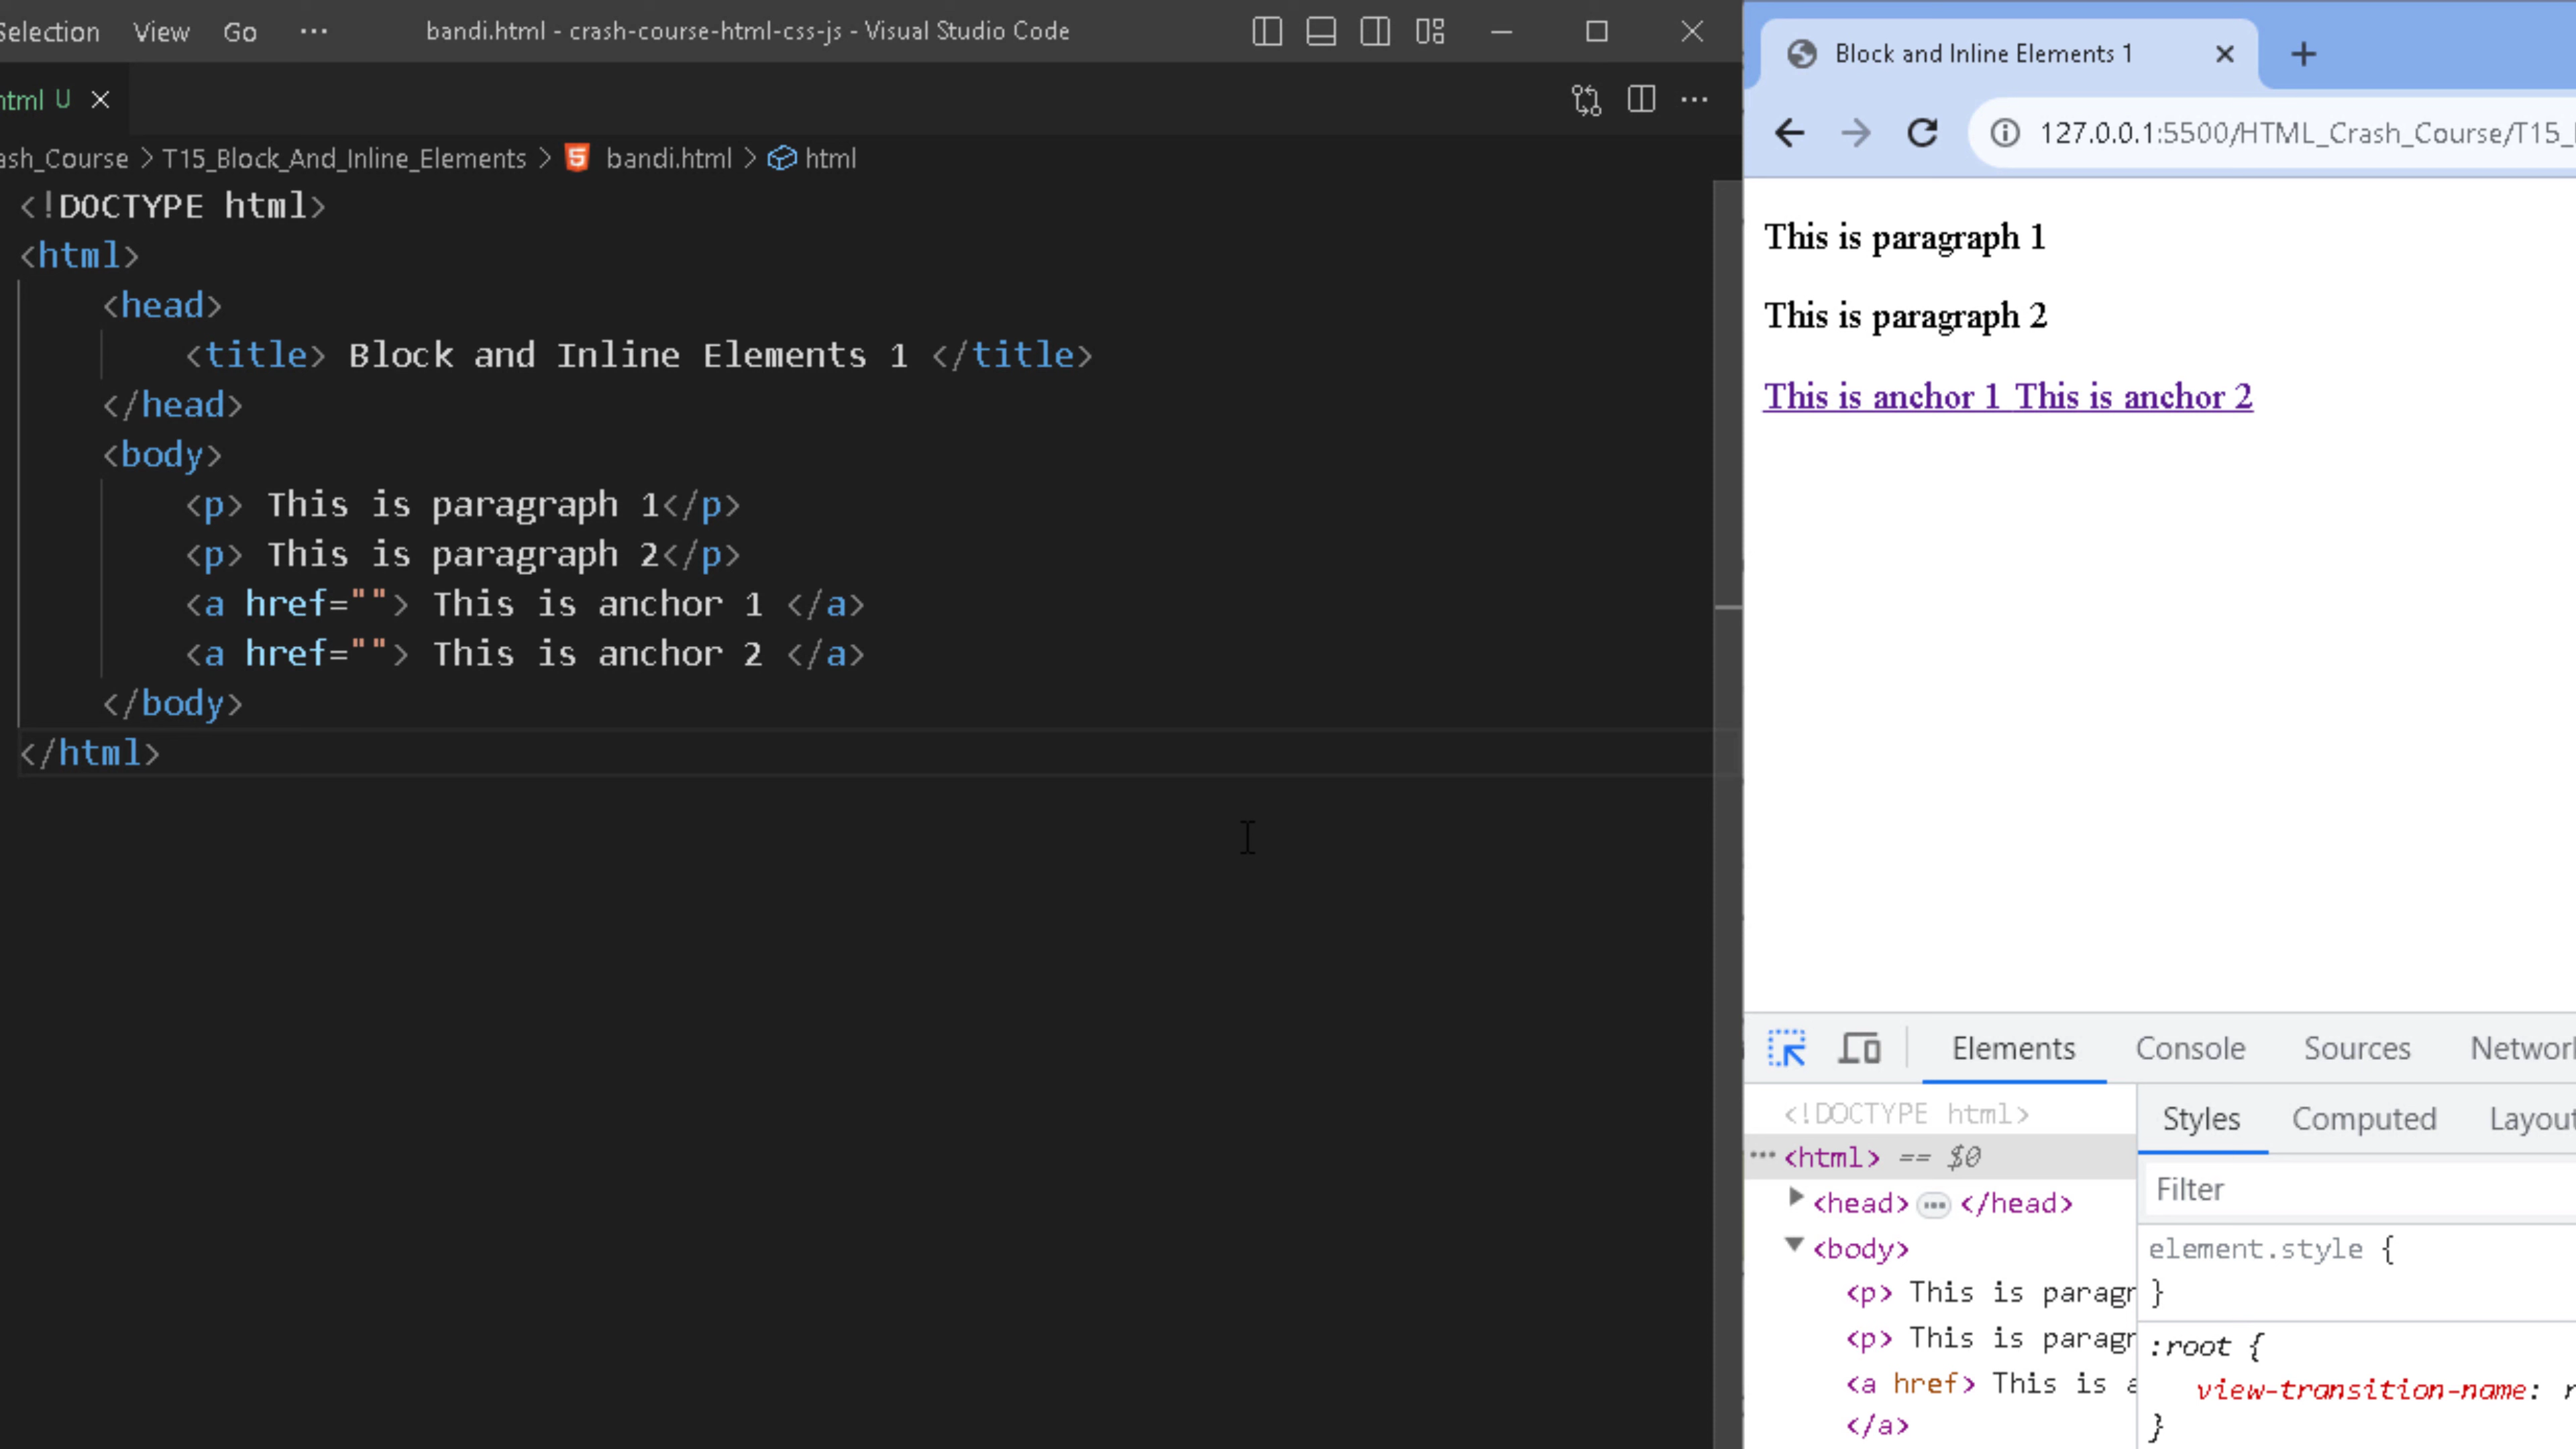 Selection View Go ··· bandi.html - crash-course-html-css-js - Visual Studio Code
html U
ash_Course > T15_Block_And_Inline_Elements > bandi.html > html
<!DOCTYPE html>
<html>
<head>
<title> Block and Inline Elements 1 </title>
</head>
<body>
<p> This is paragraph 1</p>
<p> This is paragraph 2</p>
<a href=""> This is anchor 1 </a>
<a href=""> This is anchor 2 </a>
</body>
</html>
Block and Inline Elements 1
127.0.0.1:5500/HTML_Crash_Course/T15_
This is paragraph 1
This is paragraph 2
This is anchor 1 This is anchor 2
Elements Console Sources Network
<!DOCTYPE html>
··· <html> == $0
<head> ··· </head>
<body>
<p> This is paragr
<p> This is paragr
<a href> This is a
</a>
Styles Computed Layout
Filter
element.style {
}
:root {
view-transition-name: r
}